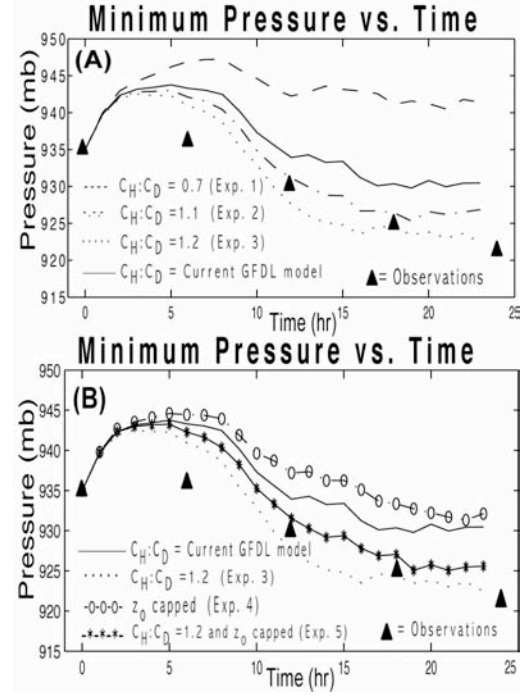 Minimum Pressure vs. Time
(A)
Pressure (mb)
950
945
940
935
930
925
920
915
C_H:C_D = 0.7 (Exp. 1)
C_H:C_D =1.1 (Exp. 2)
C_H:C_D =1.2 (Exp. 3)
C_H:C_D = Current GFDL model
▲= Observations
0 5 10 15 20 25
Time (hr)
Minimum Pressure vs. Time
(B)
Pressure (mb)
950
945
940
935
930
925
920
915
C_H:C_D = Current GFDL model
C_H:C_D =1.2 (Exp. 3)
z_o capped (Exp. 4)
C_H:C_D =1.2 and z_o capped (Exp. 5)
▲= Observations
0 5 10 15 20 25
Time (hr)